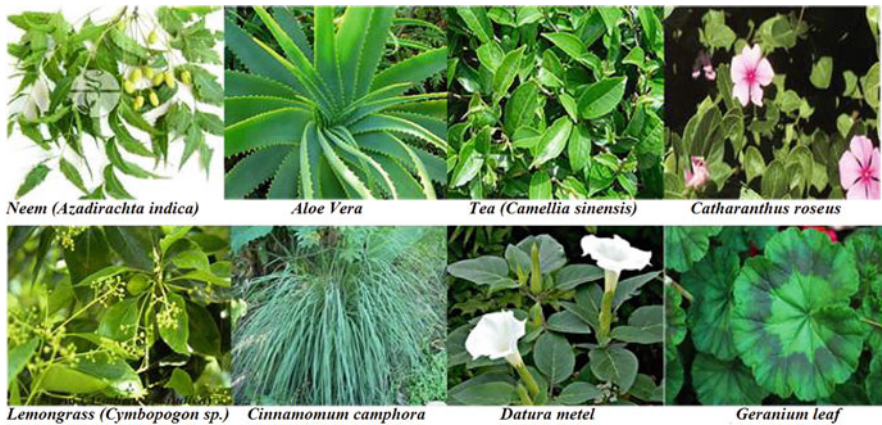 Neem (Azadirachta indica)
Aloe Vera
Tea (Camellia sinensis)
Catharanthus roseus
Lemongrass (Cymbopogon sp.)
Cinnamomum camphora
Datura metel
Geranium leaf